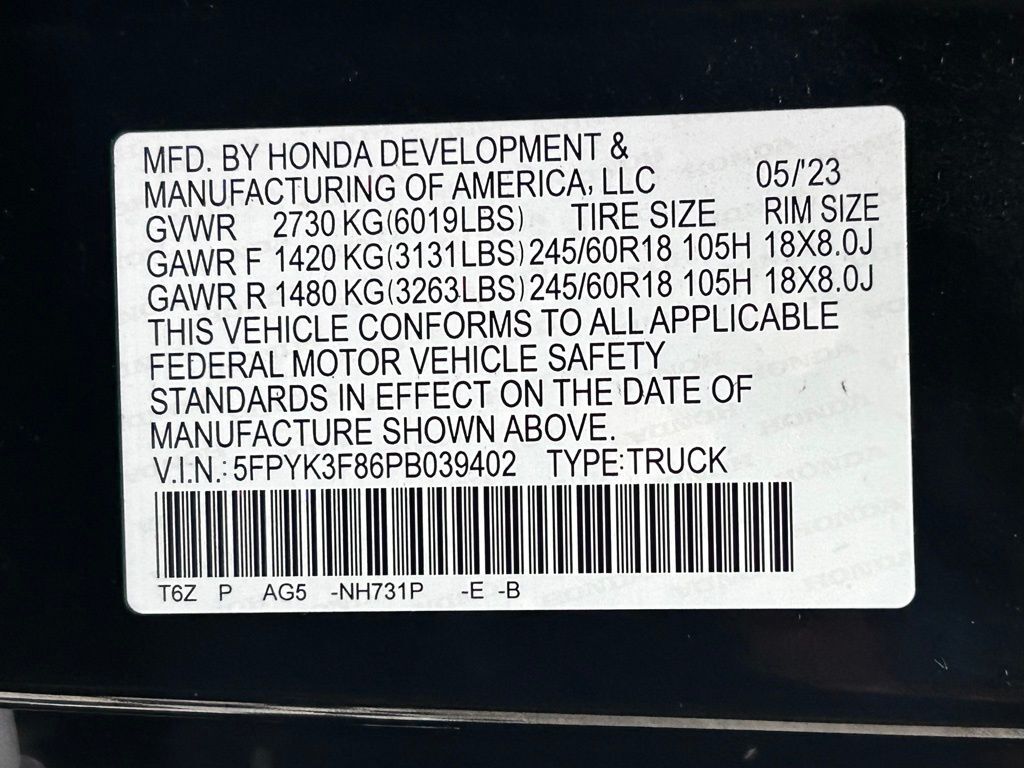 MFD. BY HONDA DEVELOPMENT &
MANUFACTURING OF AMERICA, LLC 05/'23
GVWR 2730 KG(6019LBS) TIRE SIZE RIM SIZE
GAWR F 1420 KG(3131LBS) 245/60R18 105H 18X8.0J
GAWR R 1480 KG(3263LBS) 245/60R18 105H 18X8.0J
THIS VEHICLE CONFORMS TO ALL APPLICABLE
FEDERAL MOTOR VEHICLE SAFETY
STANDARDS IN EFFECT ON THE DATE OF
MANUFACTURE SHOWN ABOVE.
V.I.N.: 5FPYK3F86PB039402 TYPE: TRUCK
T6Z P AG5 -NH731P -E -B